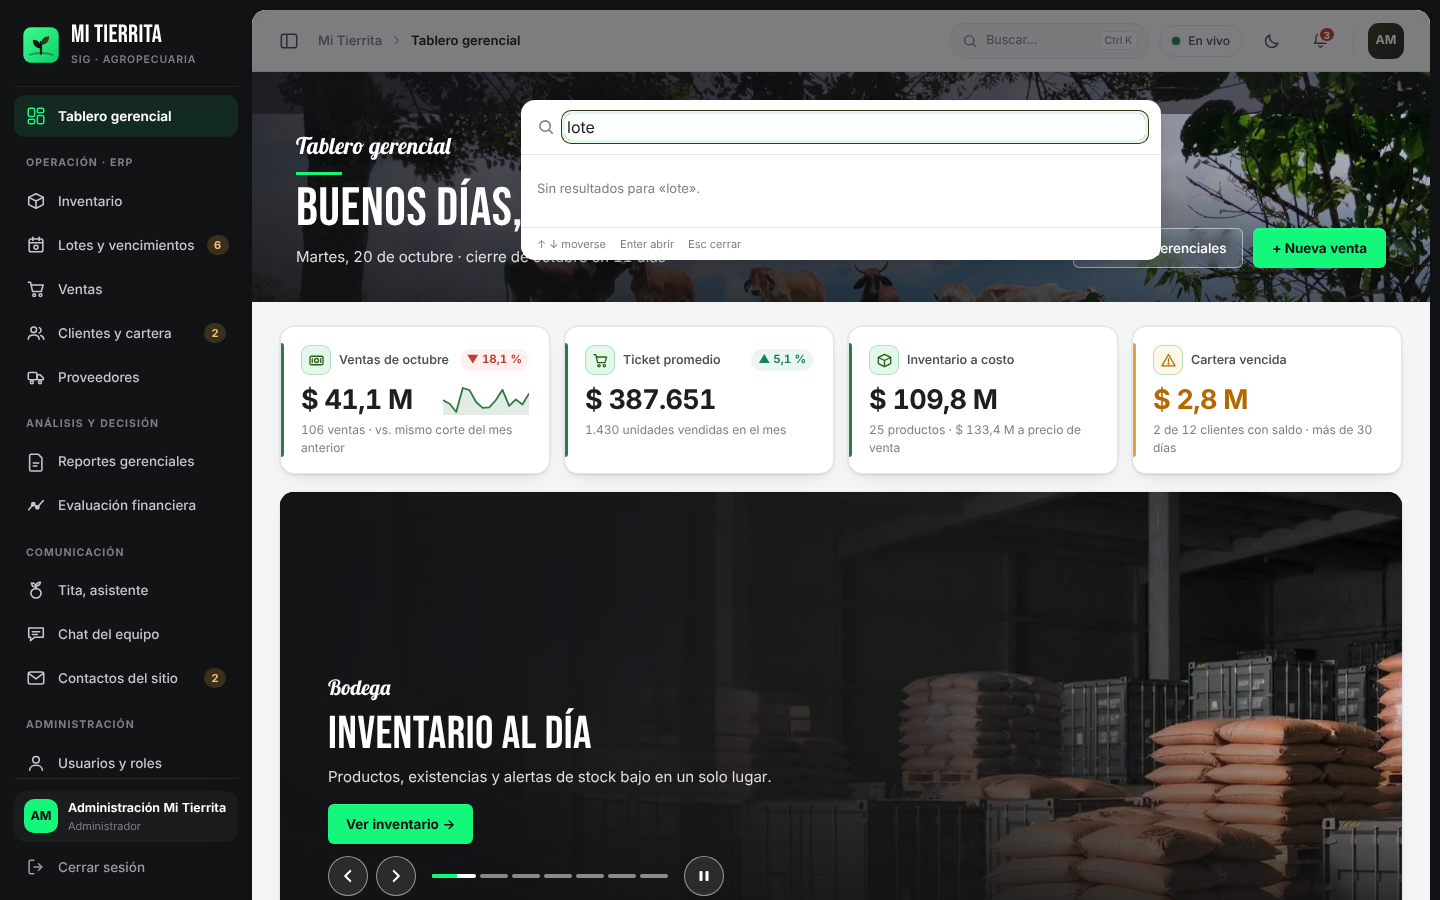 MI TIERRITA
SIG · AGROPECUARIA
Tablero gerencial
OPERACIÓN · ERP
Inventario
Lotes y vencimientos 6
Ventas
Clientes y cartera 2
Proveedores
ANÁLISIS Y DECISIÓN
Reportes gerenciales
Evaluación financiera
COMUNICACIÓN
Tita, asistente
Chat del equipo
Contactos del sitio 2
ADMINISTRACIÓN
Usuarios y roles
AM Administración Mi Tierrita
Administrador
Cerrar sesión
Mi Tierrita > Tablero gerencial
Buscar... Ctrl K
En vivo
3
AM
lote
Sin resultados para «lote».
↑ ↓ moverse Enter abrir Esc cerrar
Tablero gerencial
BUENOS DÍAS,
Martes, 20 de octubre · cierre de octubre en 11 días
erenciales
+ Nueva venta
Ventas de octubre ▼ 18,1 %
$ 41,1 M
106 ventas · vs. mismo corte del mes
anterior
Ticket promedio ▲ 5,1 %
$ 387.651
1.430 unidades vendidas en el mes
Inventario a costo
$ 109,8 M
25 productos · $ 133,4 M a precio de
venta
Cartera vencida
$ 2,8 M
2 de 12 clientes con saldo · más de 30
días
Bodega
INVENTARIO AL DÍA
Productos, existencias y alertas de stock bajo en un solo lugar.
Ver inventario →